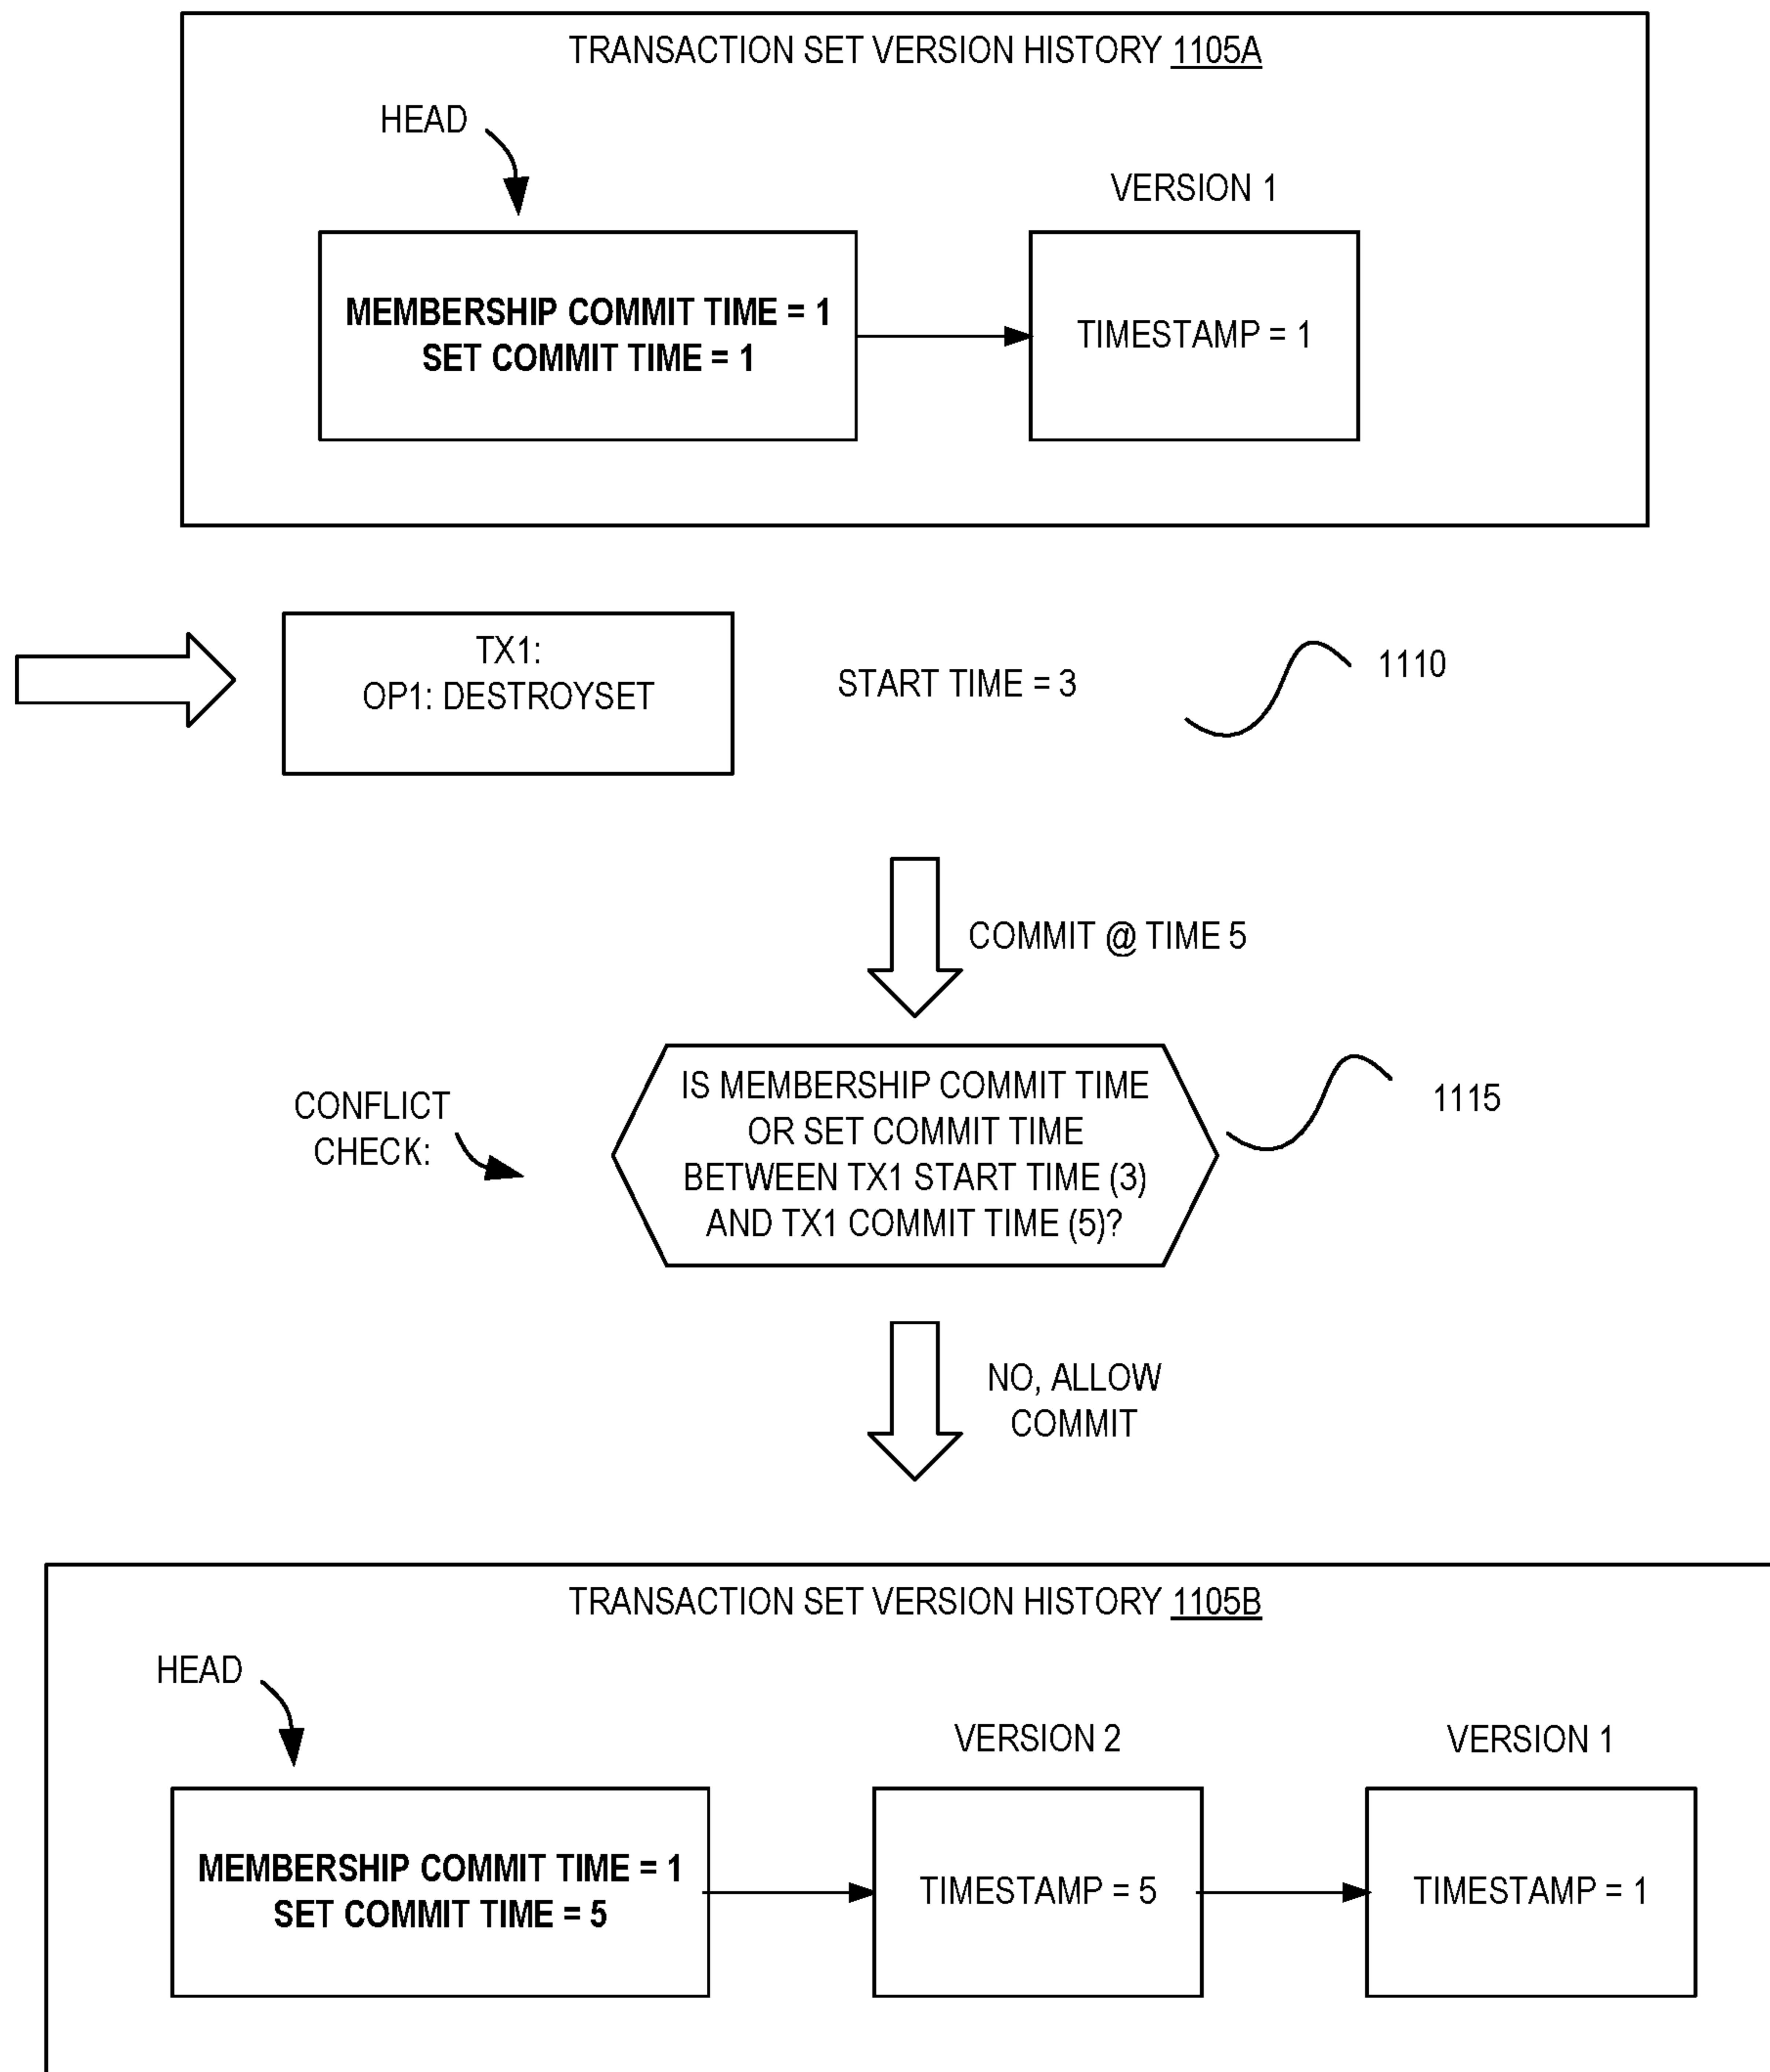 TRANSACTION SET VERSION HISTORY 1105A
HEAD
VERSION 1
MEMBERSHIP COMMIT TIME = 1
SET COMMIT TIME = 1
TIMESTAMP = 1
TX1:
OP1: DESTROYSET
START TIME = 3
1110
COMMIT @ TIME 5
CONFLICT
CHECK:
IS MEMBERSHIP COMMIT TIME
OR SET COMMIT TIME
BETWEEN TX1 START TIME (3)
AND TX1 COMMIT TIME (5)?
1115
NO, ALLOW
COMMIT
TRANSACTION SET VERSION HISTORY 1105B
HEAD
VERSION 2
VERSION 1
MEMBERSHIP COMMIT TIME = 1
SET COMMIT TIME = 5
TIMESTAMP = 5
TIMESTAMP = 1